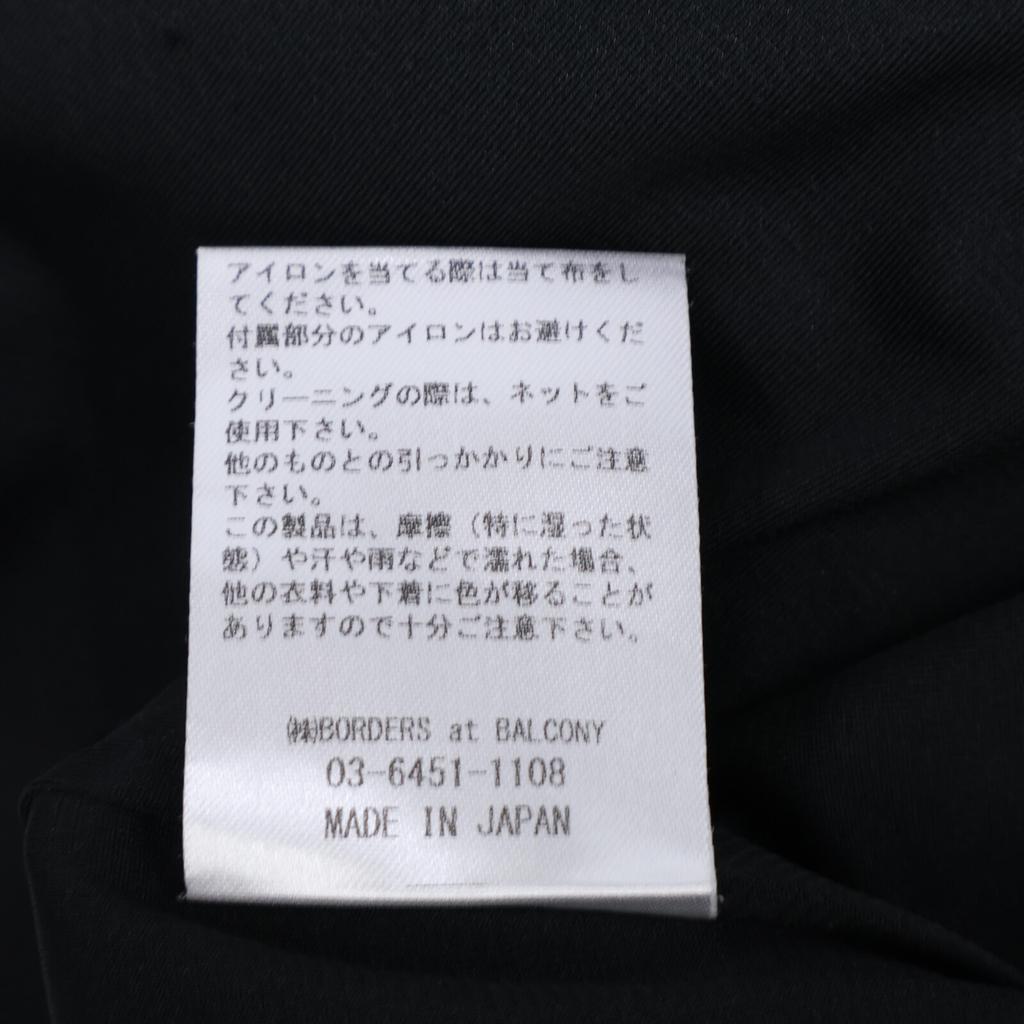 アイロンを当てる際は当て布をし
てください。
付属部分のアイロンはお避けくだ
さい。
クリーニングの際は、ネットをご
使用下さい。
他のものとの引っかかりにご注意
下さい。
この製品は、摩擦（特に湿った状
態）や汗や雨などで濡れた場合、
他の衣料や下着に色が移ることが
ありますので十分ご注意下さい。
㈱BORDERS at BALCONY
03-6451-1108
MADE IN JAPAN